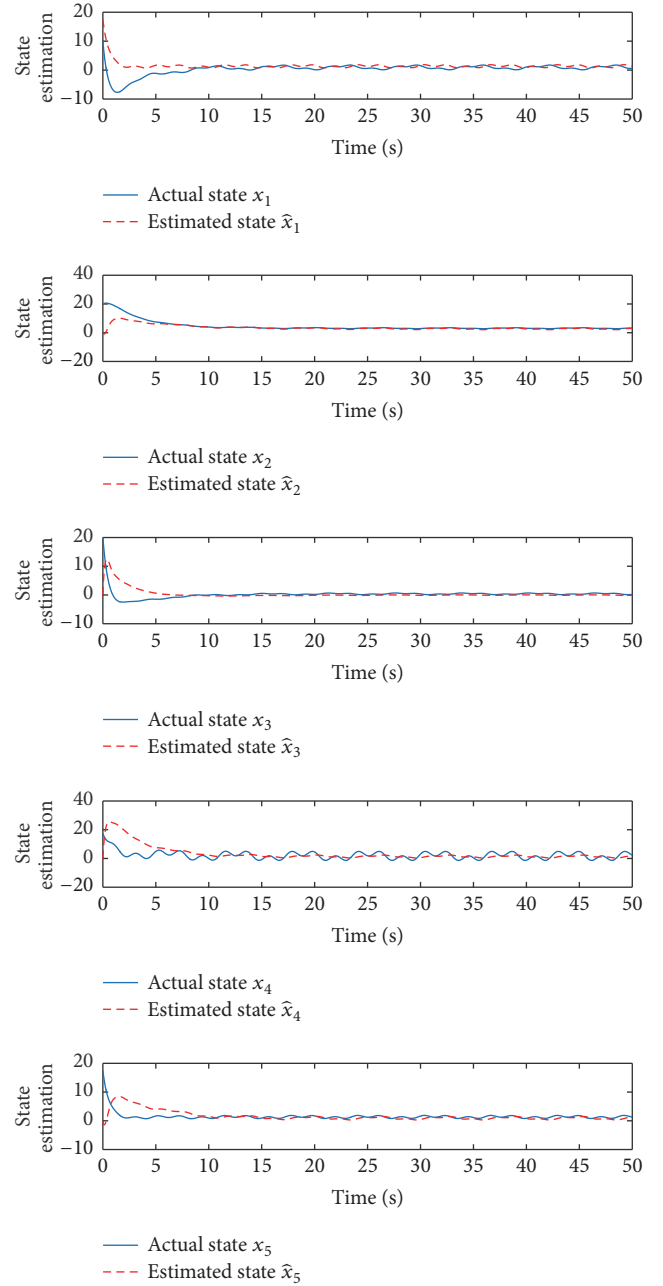 20
10
0
−10
State
estimation
0 5 10 15 20 25 30 35 40 45 50
Time (s)
Actual state x₁
Estimated state x̂₁
40
20
0
−20
State
estimation
0 5 10 15 20 25 30 35 40 45 50
Time (s)
Actual state x₂
Estimated state x̂₂
20
10
0
−10
State
estimation
0 5 10 15 20 25 30 35 40 45 50
Time (s)
Actual state x₃
Estimated state x̂₃
40
20
0
−20
State
estimation
0 5 10 15 20 25 30 35 40 45 50
Time (s)
Actual state x₄
Estimated state x̂₄
20
10
0
−10
State
estimation
0 5 10 15 20 25 30 35 40 45 50
Time (s)
Actual state x₅
Estimated state x̂₅